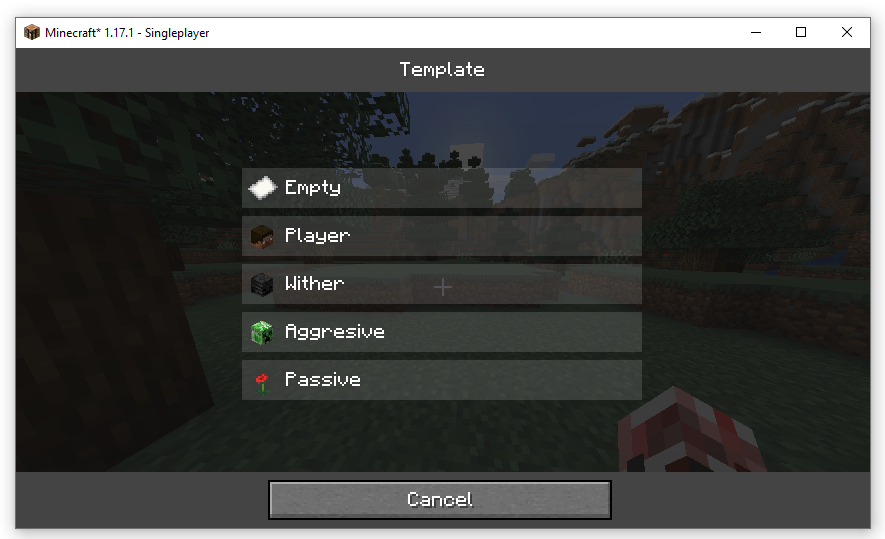 Minecraft* 1.17.1 - Singleplayer
Template
Empty
Player
Wither
Aggresive
Passive
Cancel